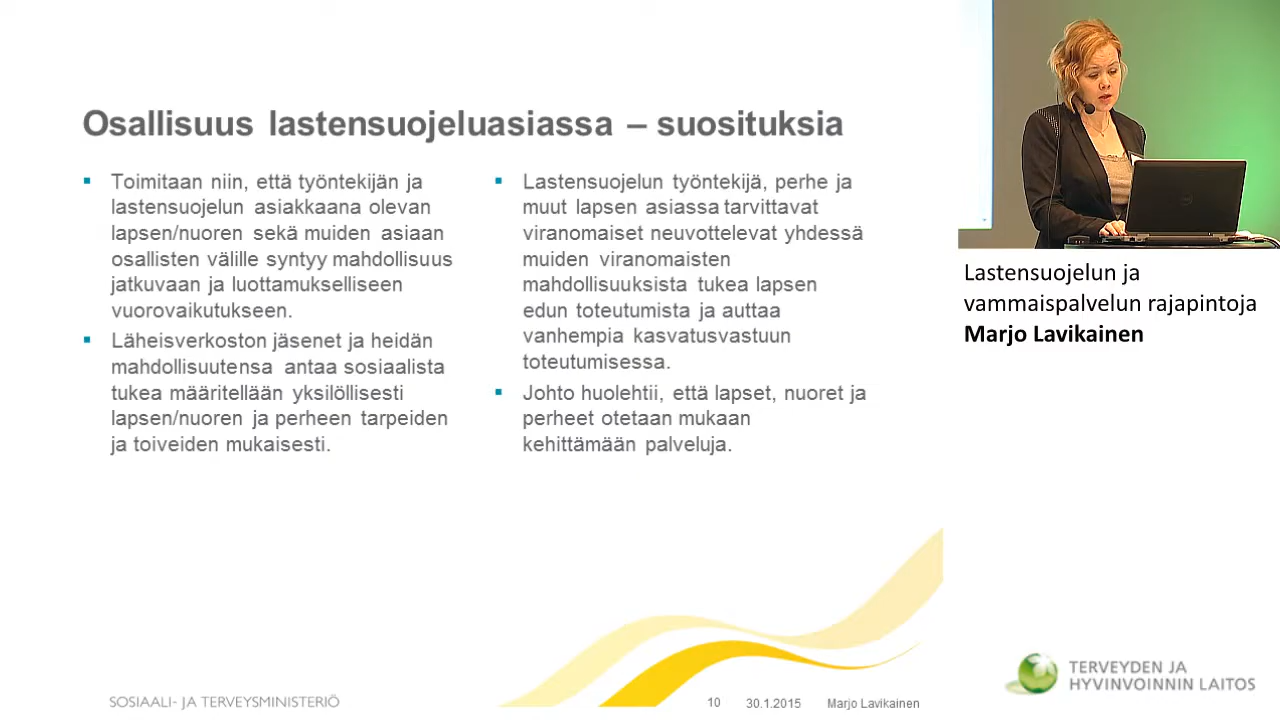 Osallisuus lastensuojeluasiassa – suosituksia
Toimitaan niin, että työntekijän ja
lastensuojelun asiakkaana olevan
lapsen/nuoren sekä muiden asiaan
osallisten välille syntyy mahdollisuus
jatkuvaan ja luottamukselliseen
vuorovaikutukseen.
Läheisverkoston jäsenet ja heidän
mahdollisuutensa antaa sosiaalista
tukea määritellään yksilöllisesti
lapsen/nuoren ja perheen tarpeiden
ja toiveiden mukaisesti.
Lastensuojelun työntekijä, perhe ja
muut lapsen asiassa tarvittavat
viranomaiset neuvottelevat yhdessä
muiden viranomaisten
mahdollisuuksista tukea lapsen
edun toteutumista ja auttaa
vanhempia kasvatusvastuun
toteutumisessa.
Johto huolehtii, että lapset, nuoret ja
perheet otetaan mukaan
kehittämään palveluja.
SOSIAALI- JA TERVEYSMINISTERIÖ
10
30.1.2015
Marjo Lavikainen
Lastensuojelun ja
vammaispalvelun rajapintoja
Marjo Lavikainen
TERVEYDEN JA
HYVINVOINNIN LAITOS